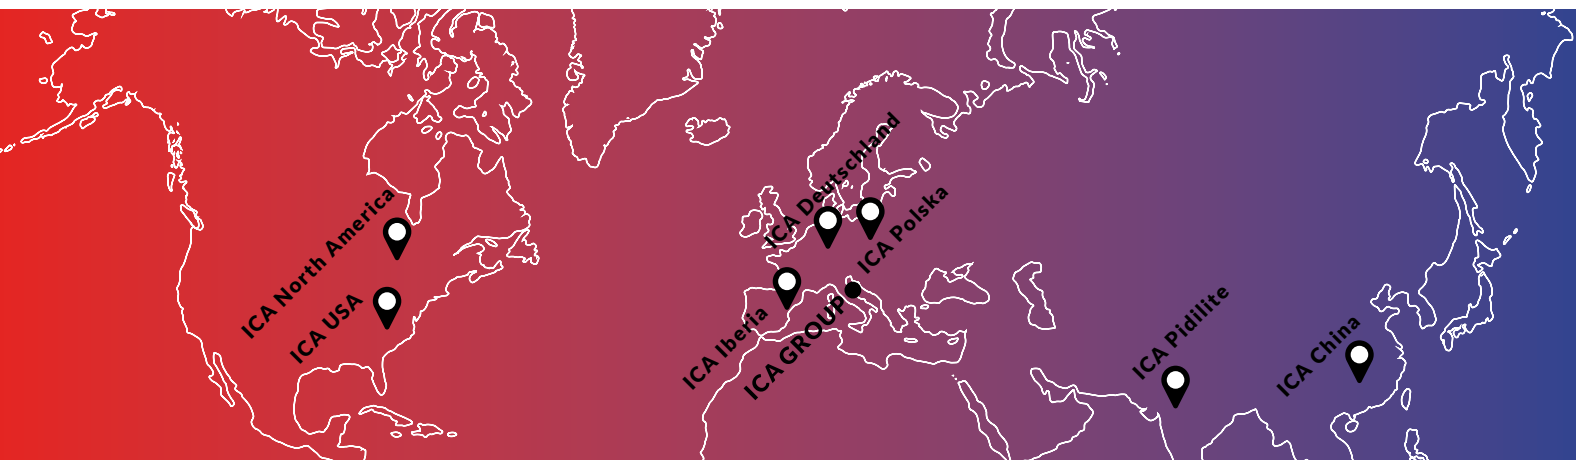 ICA North America
ICA USA
ICA Deutschland
ICA Polska
ICA Iberia
ICA GROUP
ICA Pidilite
ICA China